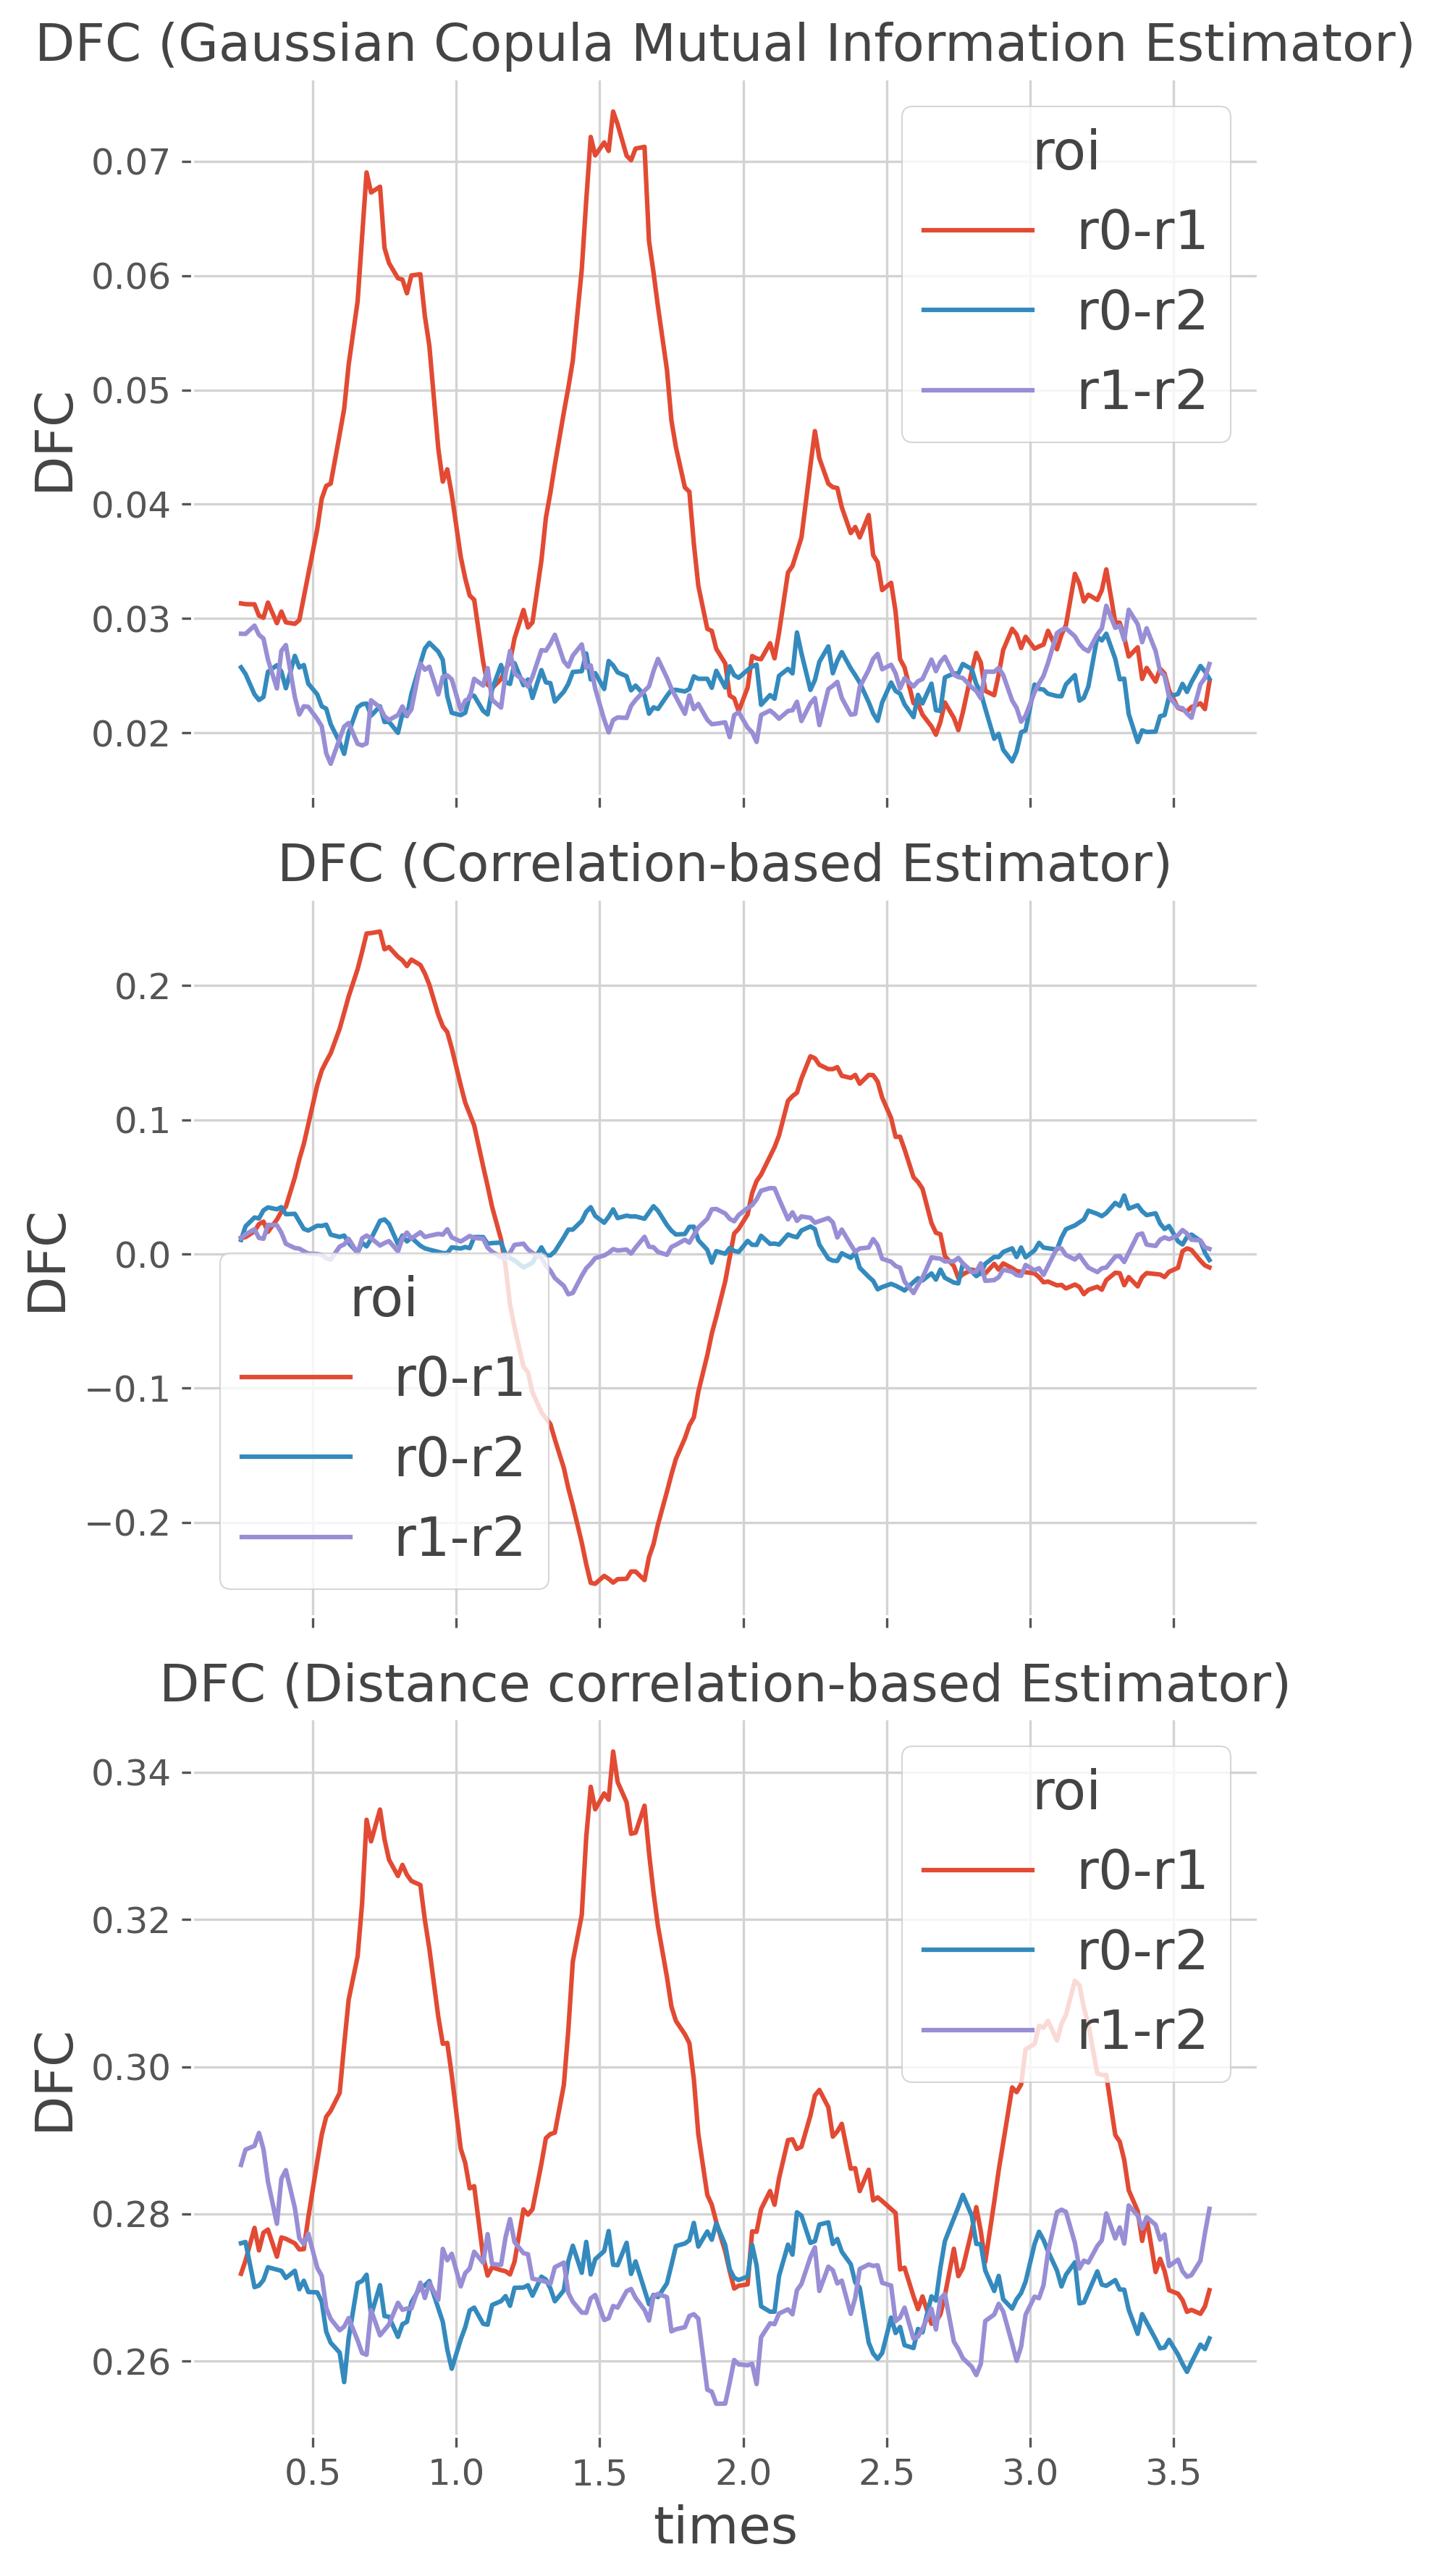 DFC (Gaussian Copula Mutual Information Estimator)
DFC
0.07
0.06
0.05
0.04
0.03
0.02
roi
r0-r1
r0-r2
r1-r2
DFC (Correlation-based Estimator)
DFC
0.2
0.1
0.0
−0.1
−0.2
roi
r0-r1
r0-r2
r1-r2
DFC (Distance correlation-based Estimator)
DFC
0.34
0.32
0.30
0.28
0.26
roi
r0-r1
r0-r2
r1-r2
0.5 1.0 1.5 2.0 2.5 3.0 3.5
times